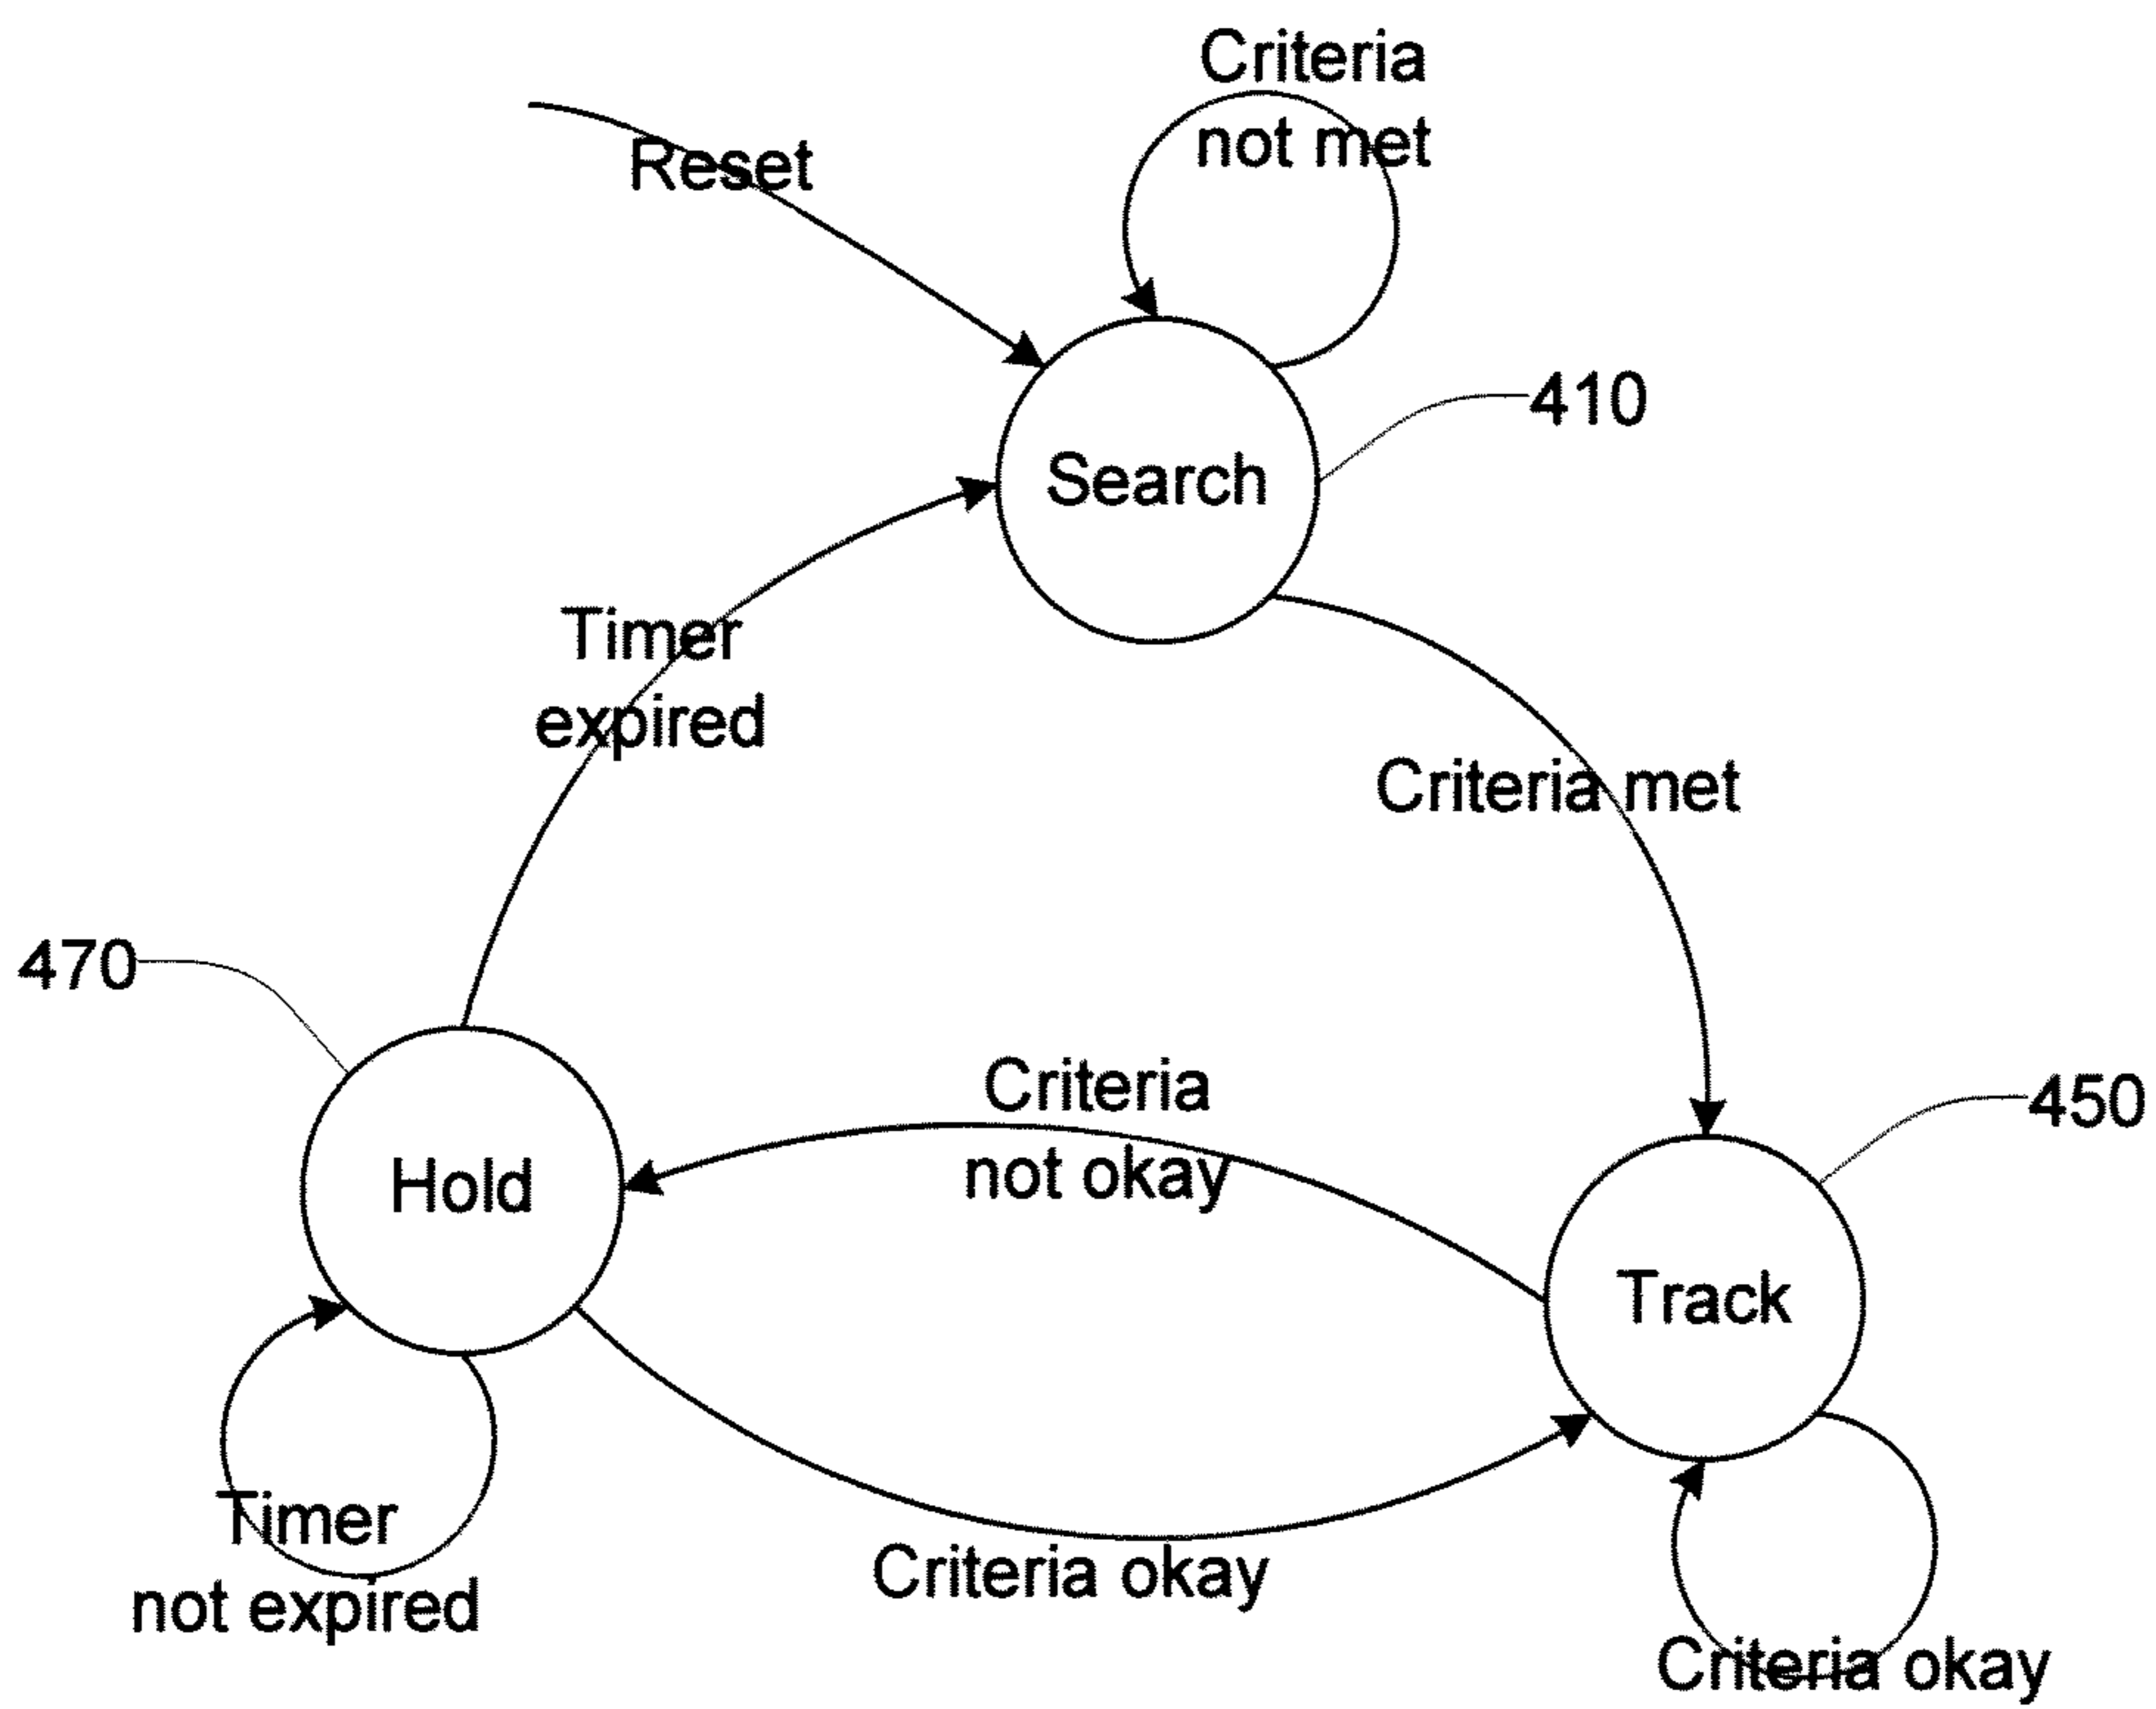 Criteria
not met
Reset
410
Search
Timer
expired
Criteria met
470
Criteria
not okay
450
Hold
Track
Timer
not expired
Criteria okay
Criteria okay